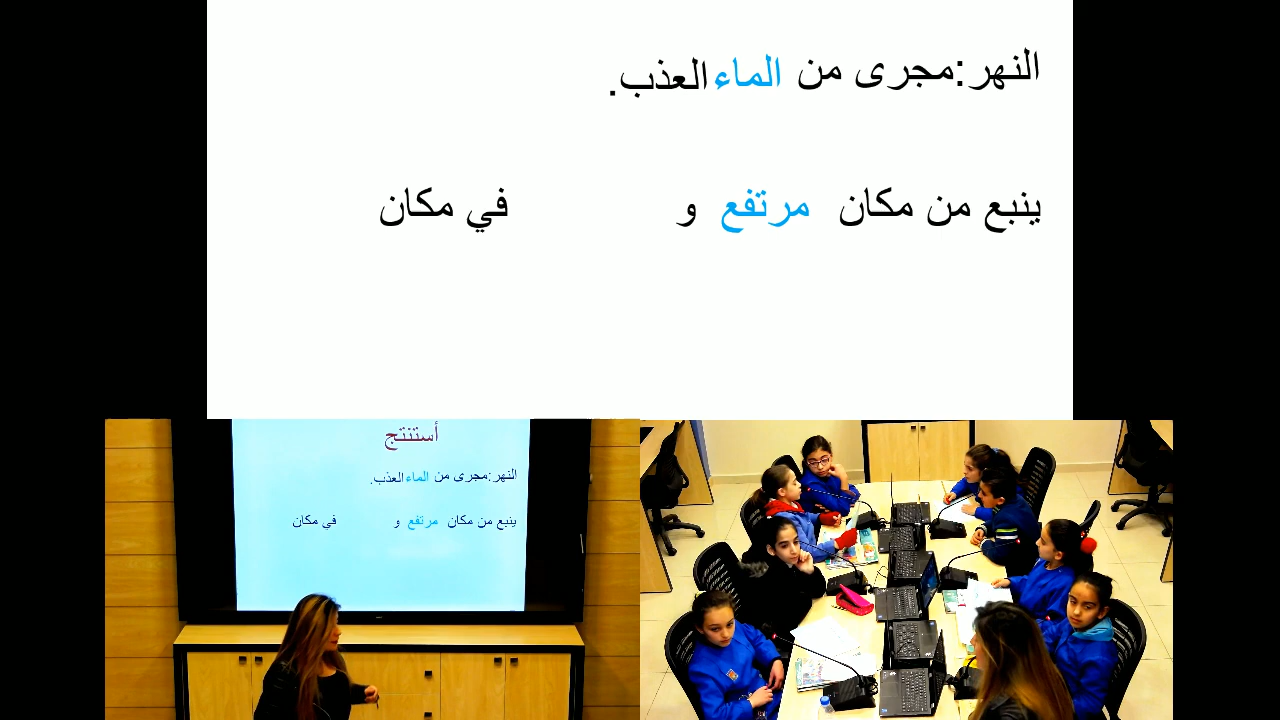 النهر:مجرى من الماء العذب.
ينبع من مكان مرتفع و في مكان
أستنتج
النهر:مجرى من الماء العذب.
ينبع من مكان مرتفع و في مكان